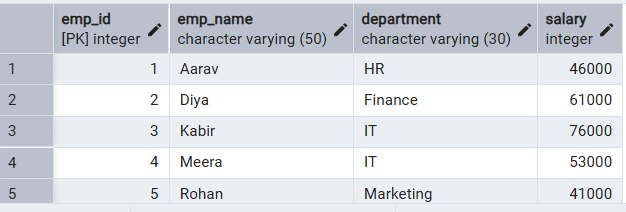 emp_id emp_name department salary
[PK] integer character varying (50) character varying (30) integer
1 1 Aarav HR 46000
2 2 Diya Finance 61000
3 3 Kabir IT 76000
4 4 Meera IT 53000
5 5 Rohan Marketing 41000